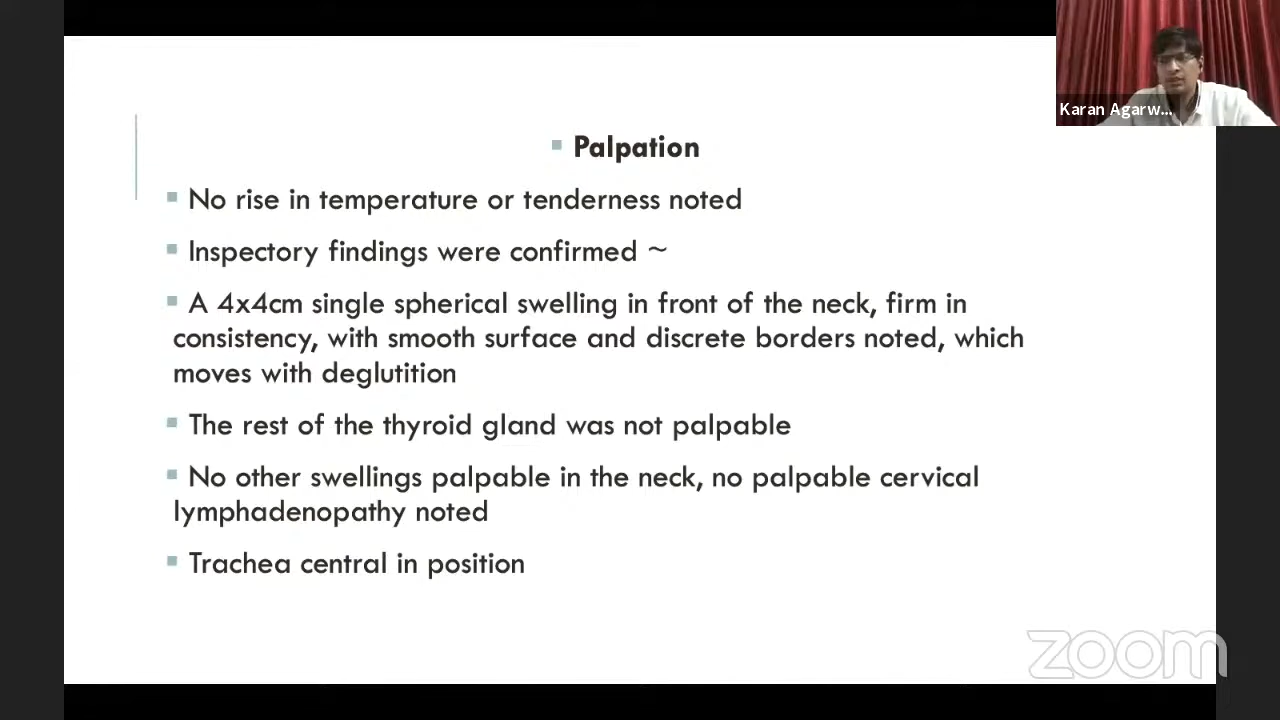 Karan Agarw...
Palpation
No rise in temperature or tenderness noted
Inspectory findings were confirmed ~
A 4x4cm single spherical swelling in front of the neck, firm in
consistency, with smooth surface and discrete borders noted, which
moves with deglutition
The rest of the thyroid gland was not palpable
No other swellings palpable in the neck, no palpable cervical
lymphadenopathy noted
Trachea central in position
zoom